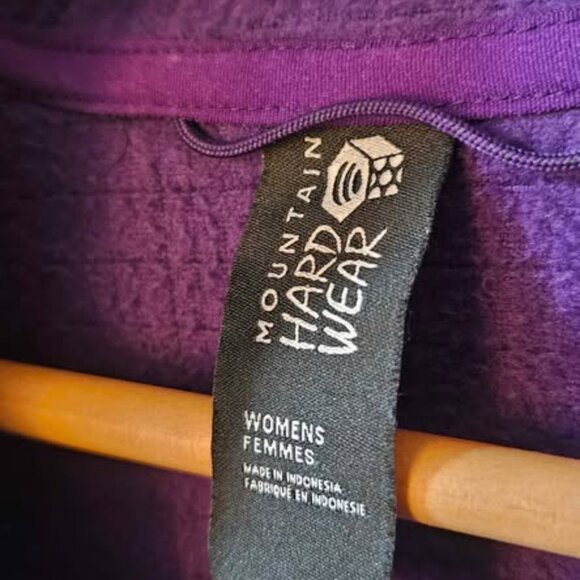 MOUNTAIN
HARD
WEAR
WOMENS
FEMMES
MADE IN INDONESIA
FABRIQUÉ EN INDONESIE